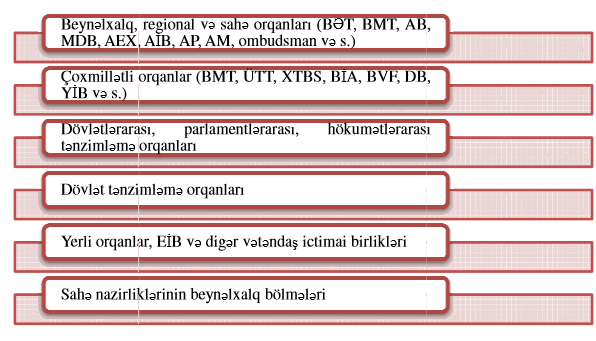 Beynəlxalq, regional və sahə orqanları (BƏT, BMT, AB,
MDB, AEX, AİB, AP, AM, ombudsman və s.)
Çoxmillətli orqanlar (BMT, ÜTT, XTBS, BİA, BVF, DB,
YİB və s.)
Dövlətlərarası, parlamentlərarası, hökumətlərarası
tənzimləmə orqanları
Dövlət tənzimləmə orqanları
Yerli orqanlar, EİB və digər vətəndaş ictimai birlikləri
Sahə nazirliklərinin beynəlxalq bölmələri